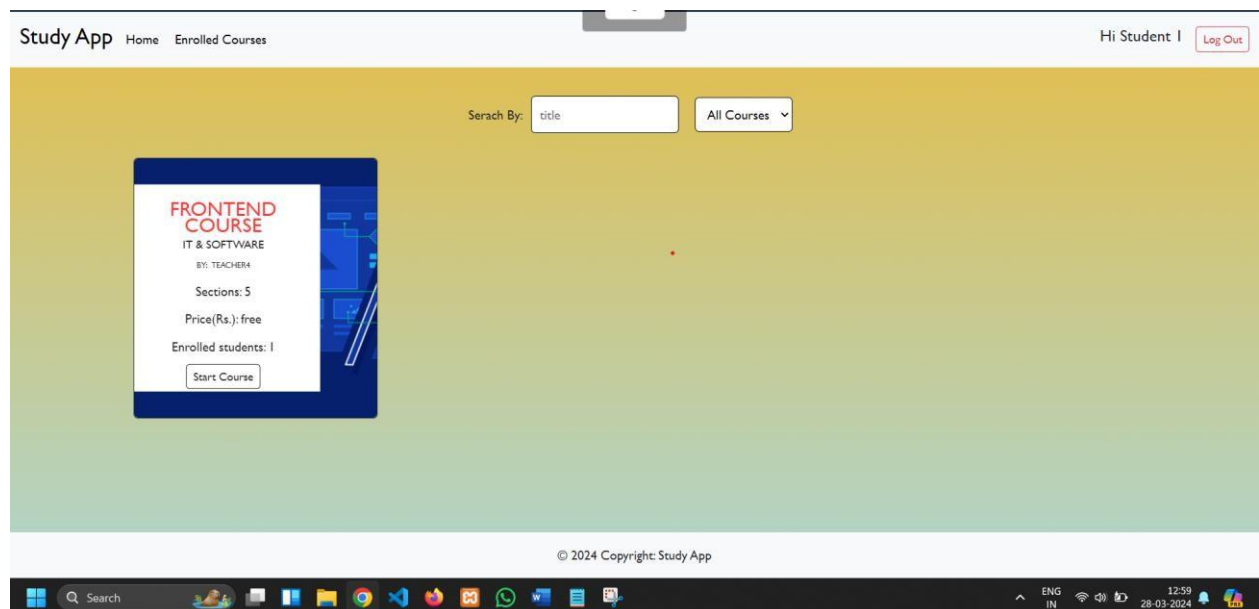 Study App Home Enrolled Courses Hi Student 1 Log Out
Serach By: title All Courses
FRONTEND
COURSE
IT & SOFTWARE
BY: TEACHER4
Sections: 5
Price(Rs.): free
Enrolled students: 1
Start Course
© 2024 Copyright: Study App
Search ENG 12:59
IN 28-03-2024